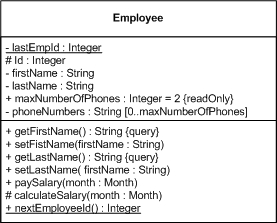 Employee
- lastEmpId : Integer
# Id : Integer
- firstName : String
- lastName : String
+ maxNumberOfPhones : Integer = 2 {readOnly}
- phoneNumbers : String [0..maxNumberOfPhones]
+ getFirstName() : String {query}
+ setFistName(firstName : String)
+ getLastName() : String {query}
+ setLastName( firstName : String)
+ paySalary(month : Month)
# calculateSalary(month : Month)
+ nextEmployeeId() : Integer